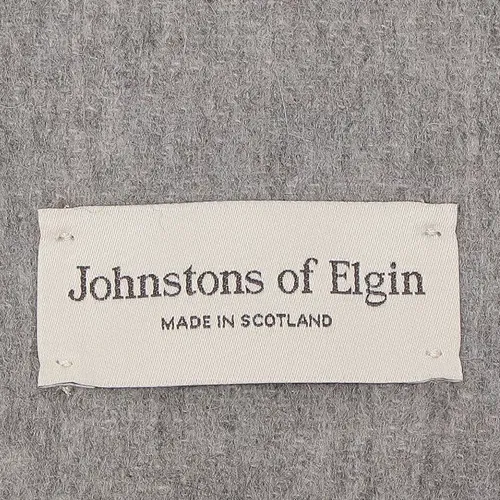 Johnstons of Elgin
MADE IN SCOTLAND